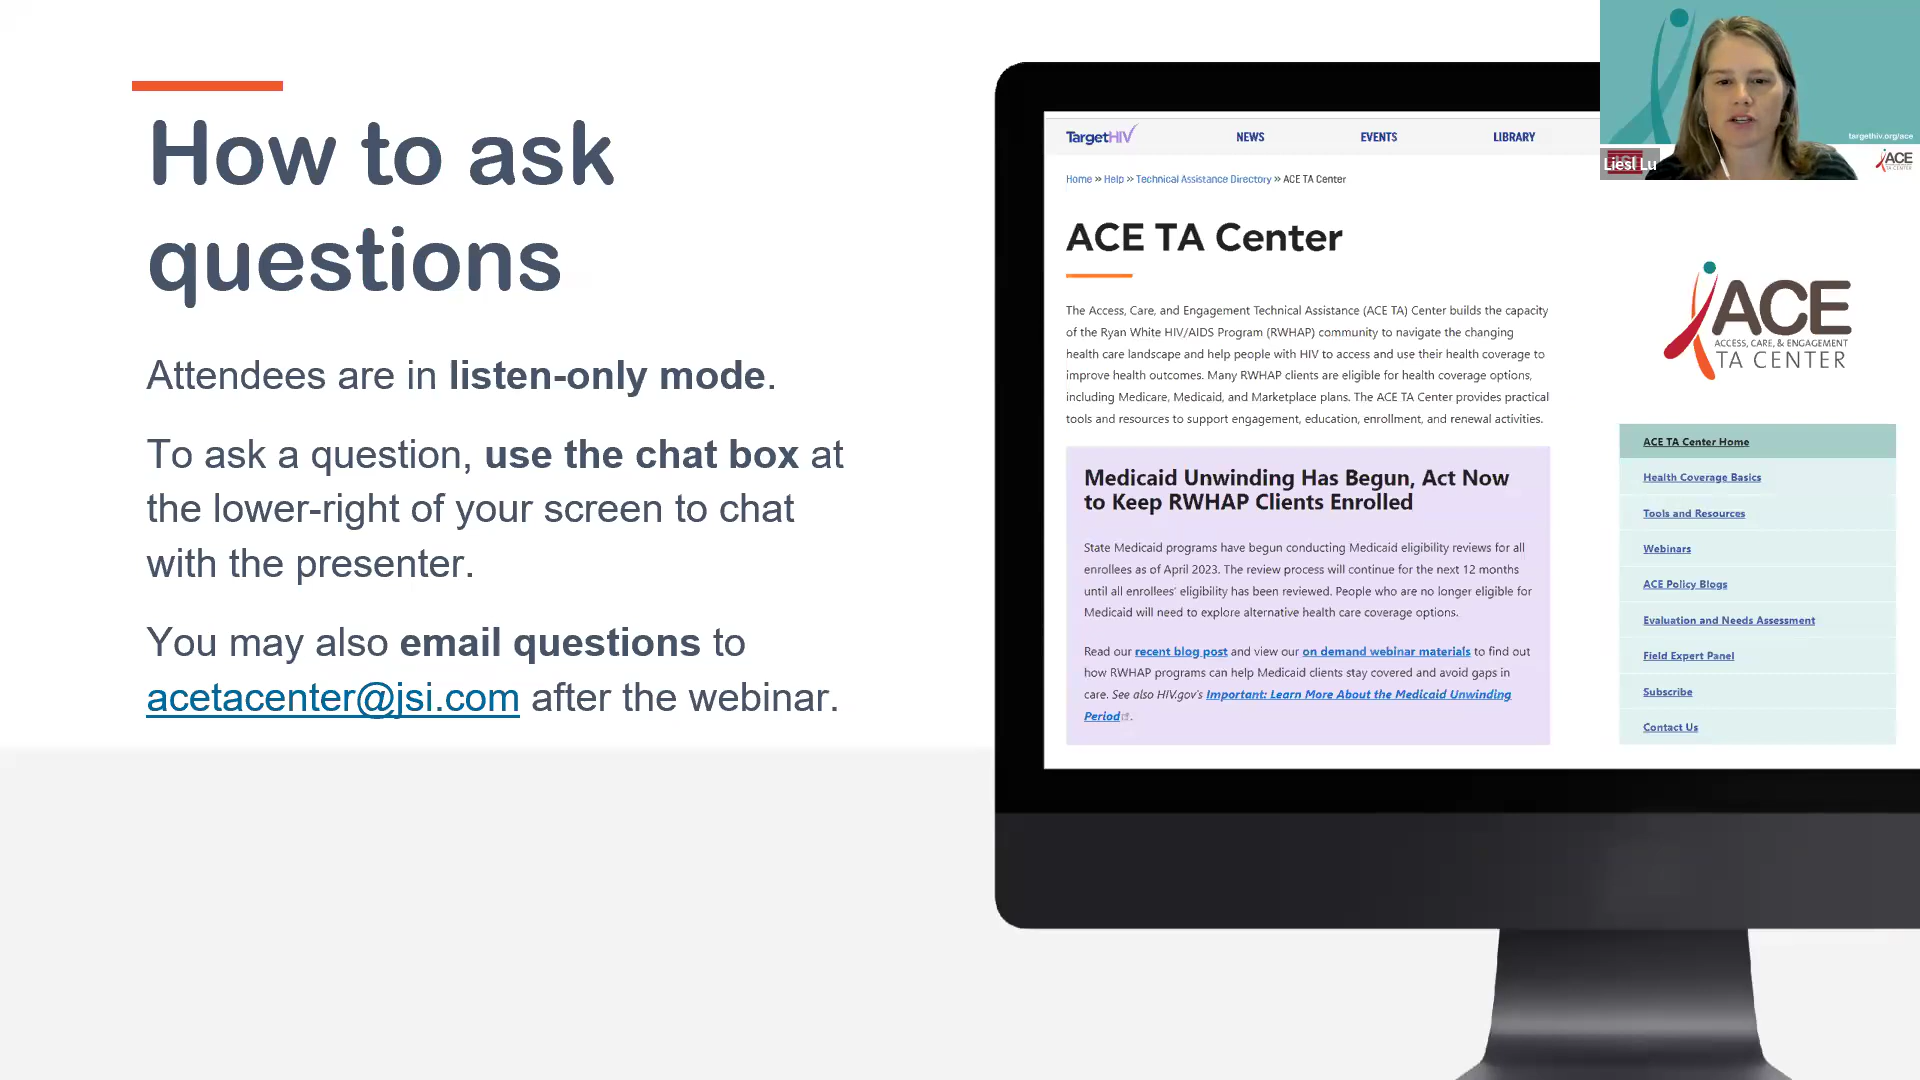 How to ask
questions
Attendees are in listen-only mode.
To ask a question, use the chat box at
the lower-right of your screen to chat
with the presenter.
You may also email questions to
acetacenter@jsi.com after the webinar.
TargetHIV
NEWS
EVENTS
LIBRARY
Home » Help » Technical Assistance Directory » ACE TA Center
ACE TA Center
The Access, Care, and Engagement Technical Assistance (ACE TA) Center builds the capacity
of the Ryan White HIV/AIDS Program (RWHAP) community to navigate the changing
health care landscape and help people with HIV to access and use their health coverage to
improve health outcomes. Many RWHAP clients are eligible for health coverage options,
including Medicare, Medicaid, and Marketplace plans. The ACE TA Center provides practical
tools and resources to support engagement, education, enrollment, and renewal activities.
Medicaid Unwinding Has Begun, Act Now
to Keep RWHAP Clients Enrolled
State Medicaid programs have begun conducting Medicaid eligibility reviews for all
enrollees as of April 2023. The review process will continue for the next 12 months
until all enrollees' eligibility has been reviewed. People who are no longer eligible for
Medicaid will need to explore alternative health care coverage options.
Read our recent blog post and view our on demand webinar materials to find out
how RWHAP programs can help Medicaid clients stay covered and avoid gaps in
care. See also HIV.gov's Important: Learn More About the Medicaid Unwinding
Period.
targethiv.org/ace
Liesl Lu
ACE
TA CENTER
ACE
ACCESS, CARE, & ENGAGEMENT
TA CENTER
ACE TA Center Home
Health Coverage Basics
Tools and Resources
Webinars
ACE Policy Blogs
Evaluation and Needs Assessment
Field Expert Panel
Subscribe
Contact Us